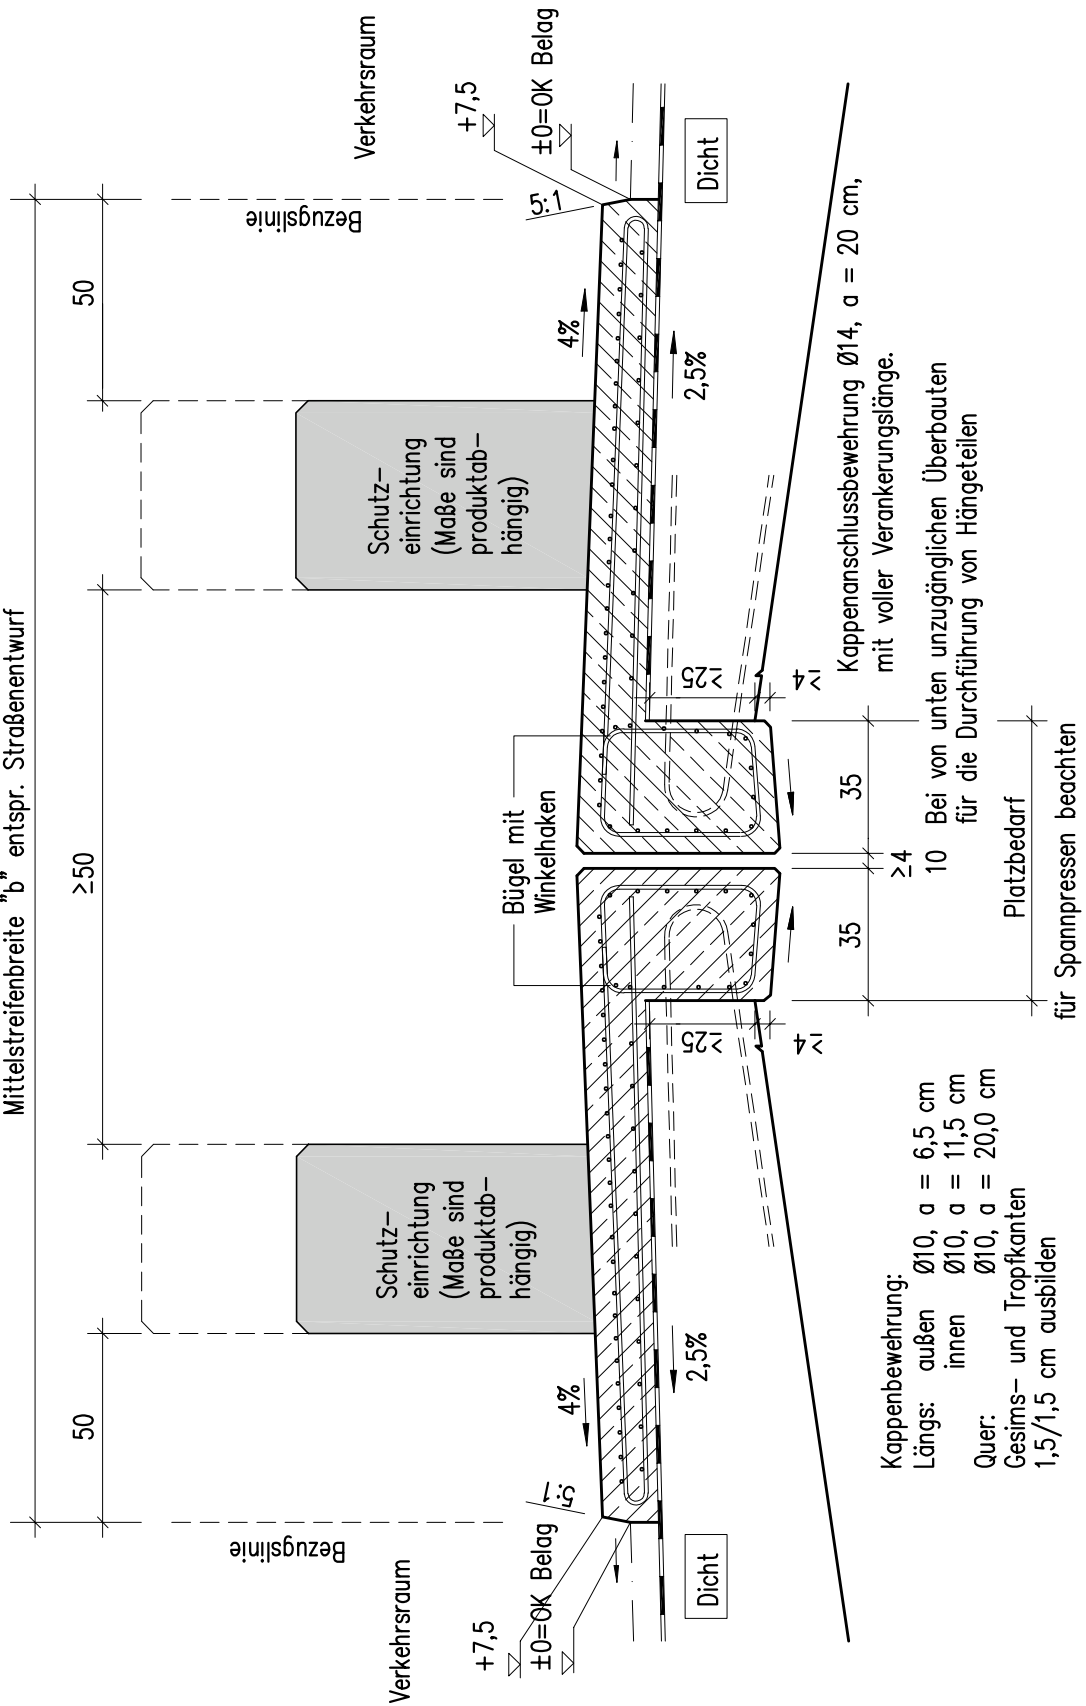 Mittelstreifenbreite "b" entspr. Straßenentwurf
50
≥50
50
Bezugslinie
Bezugslinie
Verkehrsraum
Verkehrsraum
Schutz-
einrichtung
(Maße sind
produktab-
hängig)
Schutz-
einrichtung
(Maße sind
produktab-
hängig)
+7,5
±0=OK Belag
5:1
4%
2,5%
Dicht
Bügel mit
Winkelhaken
+7,5
±0=OK Belag
5:1
4%
2,5%
Dicht
≥25
≥4
≥25
≥4
35
35
≥4
10 Bei von unten unzugänglichen Überbauten
für die Durchführung von Hängeteilen
Platzbedarf
für Spannpressen beachten
Kappenanschlussbewehrung Ø14, a = 20 cm,
mit voller Verankerungslänge.
Kappenbewehrung:
Längs: außen Ø10, a = 6,5 cm
innen Ø10, a = 11,5 cm
Quer: Ø10, a = 20,0 cm
Gesims- und Tropfkanten
1,5/1,5 cm ausbilden